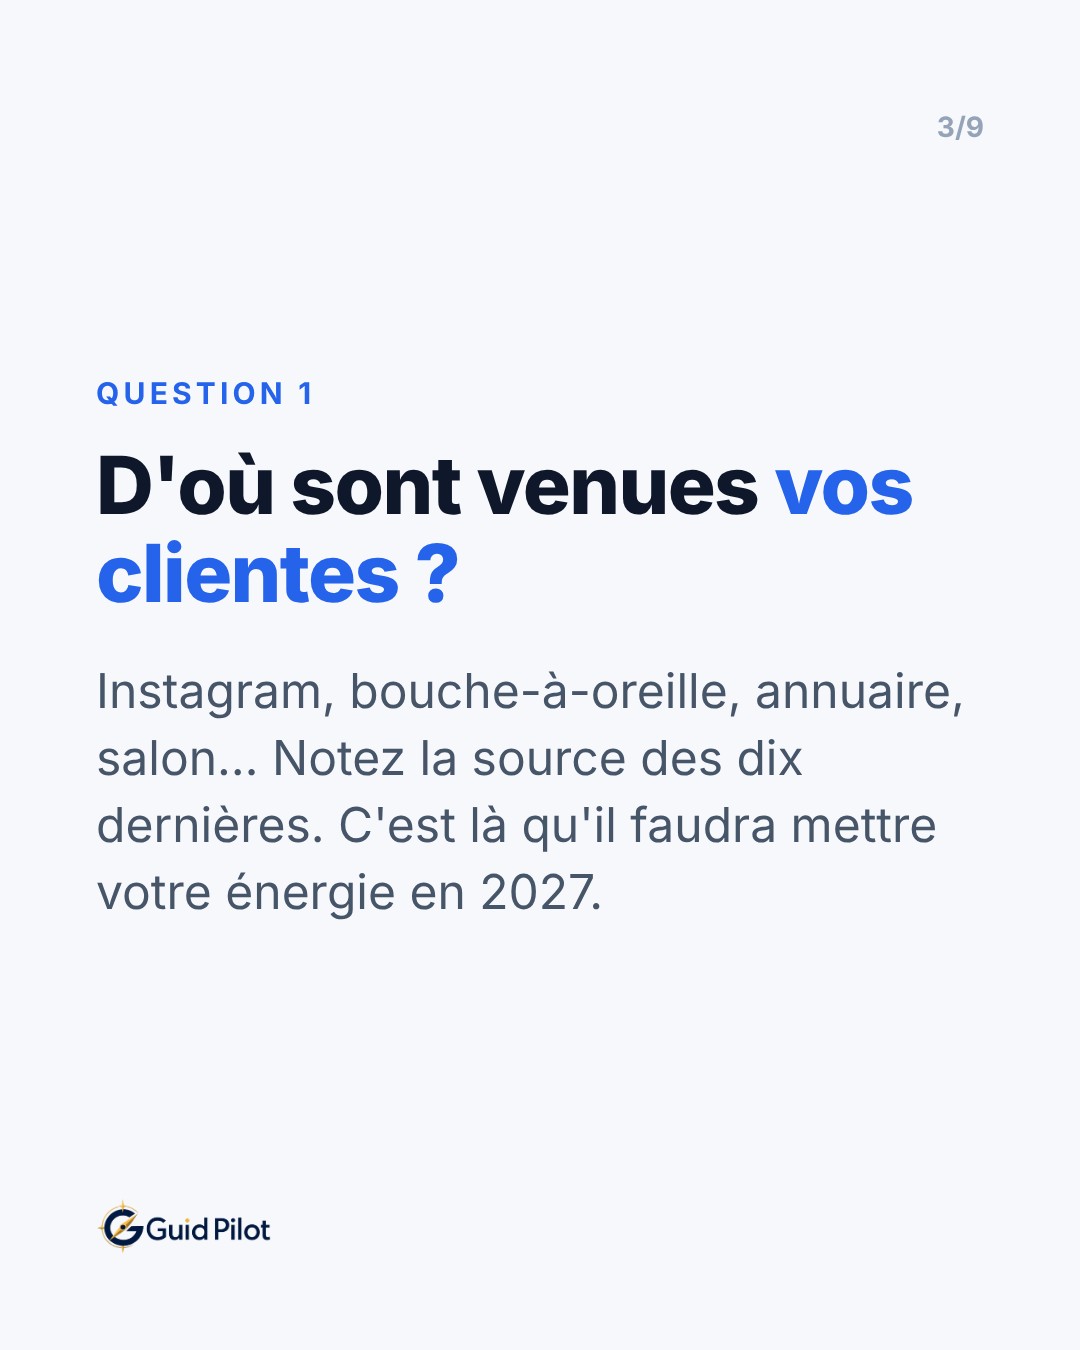 3/9
QUESTION 1
D'où sont venues vos
clientes ?
Instagram, bouche-à-oreille, annuaire,
salon... Notez la source des dix
dernières. C'est là qu'il faudra mettre
votre énergie en 2027.
Guid Pilot